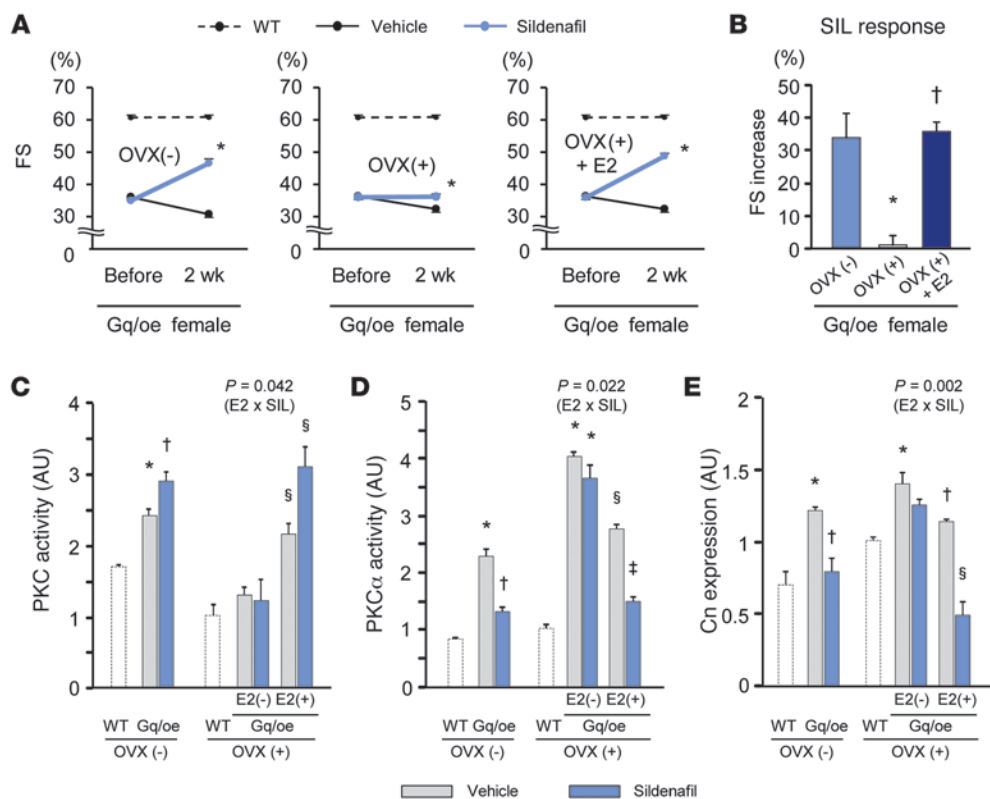 A
WT
Vehicle
Sildenafil
(%)
70
60
50
40
30
0
FS
OVX(-)
*
Before
2 wk
Gq/oe female
(%)
70
60
50
40
30
0
OVX(+)
*
Before
2 wk
Gq/oe female
(%)
70
60
50
40
30
0
OVX(+)
+ E2
*
Before
2 wk
Gq/oe female
B
SIL response
(%)
50
40
30
20
10
0
FS increase
*
†
OVX (-)
OVX (+)
OVX (+)
+ E2
Gq/oe female
C
P = 0.042
(E2 x SIL)
4
3
2
1
0
PKC activity (AU)
*
†
§
§
E2(-) E2(+)
WT Gq/oe
WT
Gq/oe
OVX (-)
OVX (+)
D
P = 0.022
(E2 x SIL)
5
4
3
2
1
0
PKCα activity (AU)
*
†
*
*
§
‡
E2(-) E2(+)
WT Gq/oe
WT
Gq/oe
OVX (-)
OVX (+)
E
P = 0.002
(E2 x SIL)
2
1.5
1.0
0.5
0
Cn expression (AU)
*
†
*
†
§
E2(-) E2(+)
WT Gq/oe
WT
Gq/oe
OVX (-)
OVX (+)
Vehicle
Sildenafil